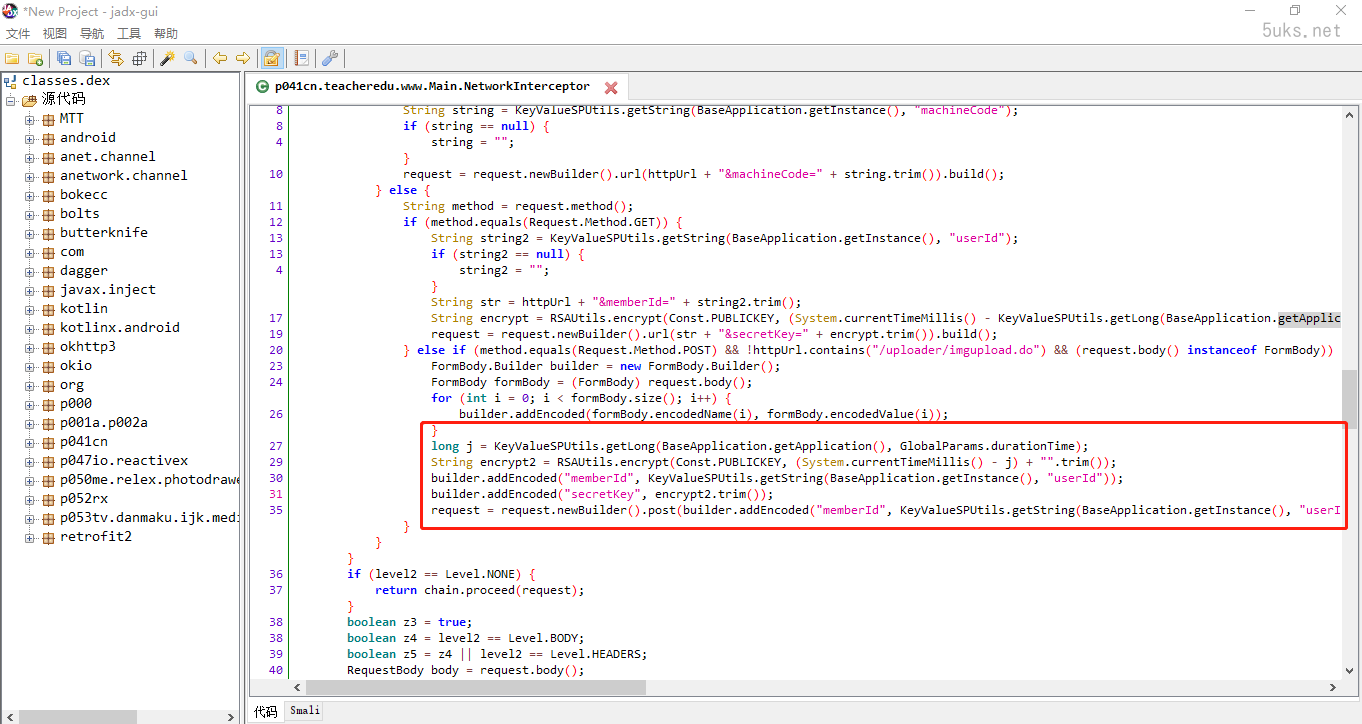 *New Project - jadx-gui
5uks.net
文件 视图 导航 工具 帮助
classes.dex
源代码
MTT
android
anet.channel
anetwork.channel
bokecc
bolts
butterknife
com
dagger
javax.inject
kotlin
kotlinx.android
okhttp3
okio
org
p000
p001a.p002a
p041cn
p047io.reactivex
p050me.relex.photodrawe
p052rx
p053tv.danmaku.ijk.medi
retrofit2
p041cn.teacheredu.www.Main.NetworkInterceptor
8 String string = KeyValueSPUtils.getString(BaseApplication.getInstance(), "machineCode");
8 if (string == null) {
4 string = "";
}
10 request = request.newBuilder().url(httpUrl + "&machineCode=" + string.trim()).build();
} else {
11 String method = request.method();
12 if (method.equals(Request.Method.GET)) {
13 String string2 = KeyValueSPUtils.getString(BaseApplication.getInstance(), "userId");
13 if (string2 == null) {
4 string2 = "";
}
String str = httpUrl + "&memberId=" + string2.trim();
17 String encrypt = RSAUtils.encrypt(Const.PUBLICKEY, (System.currentTimeMillis() - KeyValueSPUtils.getLong(BaseApplication.getApplic
19 request = request.newBuilder().url(str + "&secretKey=" + encrypt.trim()).build();
20 } else if (method.equals(Request.Method.POST) && !httpUrl.contains("/uploader/imgupload.do") && (request.body() instanceof FormBody))
23 FormBody.Builder builder = new FormBody.Builder();
24 FormBody formBody = (FormBody) request.body();
for (int i = 0; i < formBody.size(); i++) {
26 builder.addEncoded(formBody.encodedName(i), formBody.encodedValue(i));
}
27 long j = KeyValueSPUtils.getLong(BaseApplication.getApplication(), GlobalParams.durationTime);
29 String encrypt2 = RSAUtils.encrypt(Const.PUBLICKEY, (System.currentTimeMillis() - j) + "".trim());
30 builder.addEncoded("memberId", KeyValueSPUtils.getString(BaseApplication.getInstance(), "userId"));
31 builder.addEncoded("secretKey", encrypt2.trim());
35 request = request.newBuilder().post(builder.addEncoded("memberId", KeyValueSPUtils.getString(BaseApplication.getInstance(), "userI
}
}
}
36 if (level2 == Level.NONE) {
37 return chain.proceed(request);
}
38 boolean z3 = true;
38 boolean z4 = level2 == Level.BODY;
39 boolean z5 = z4 || level2 == Level.HEADERS;
40 RequestBody body = request.body();
代码 Smali